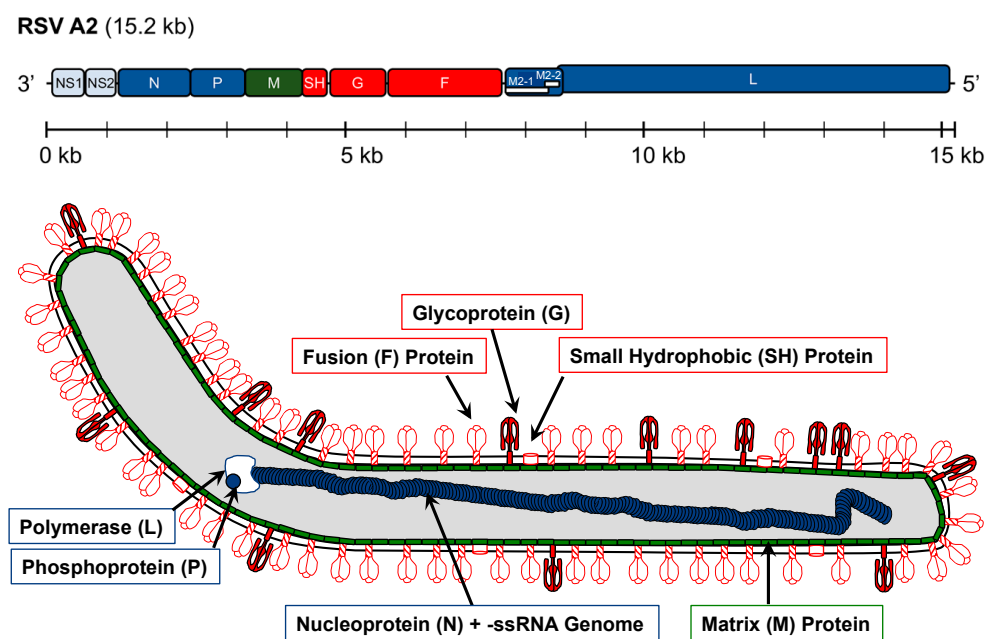 RSV A2 (15.2 kb)
3’ NS1 NS2 N P M SH G F M2-1 M2-2 L 5’
0 kb 5 kb 10 kb 15 kb
Glycoprotein (G)
Fusion (F) Protein
Small Hydrophobic (SH) Protein
Polymerase (L)
Phosphoprotein (P)
Nucleoprotein (N) + -ssRNA Genome
Matrix (M) Protein